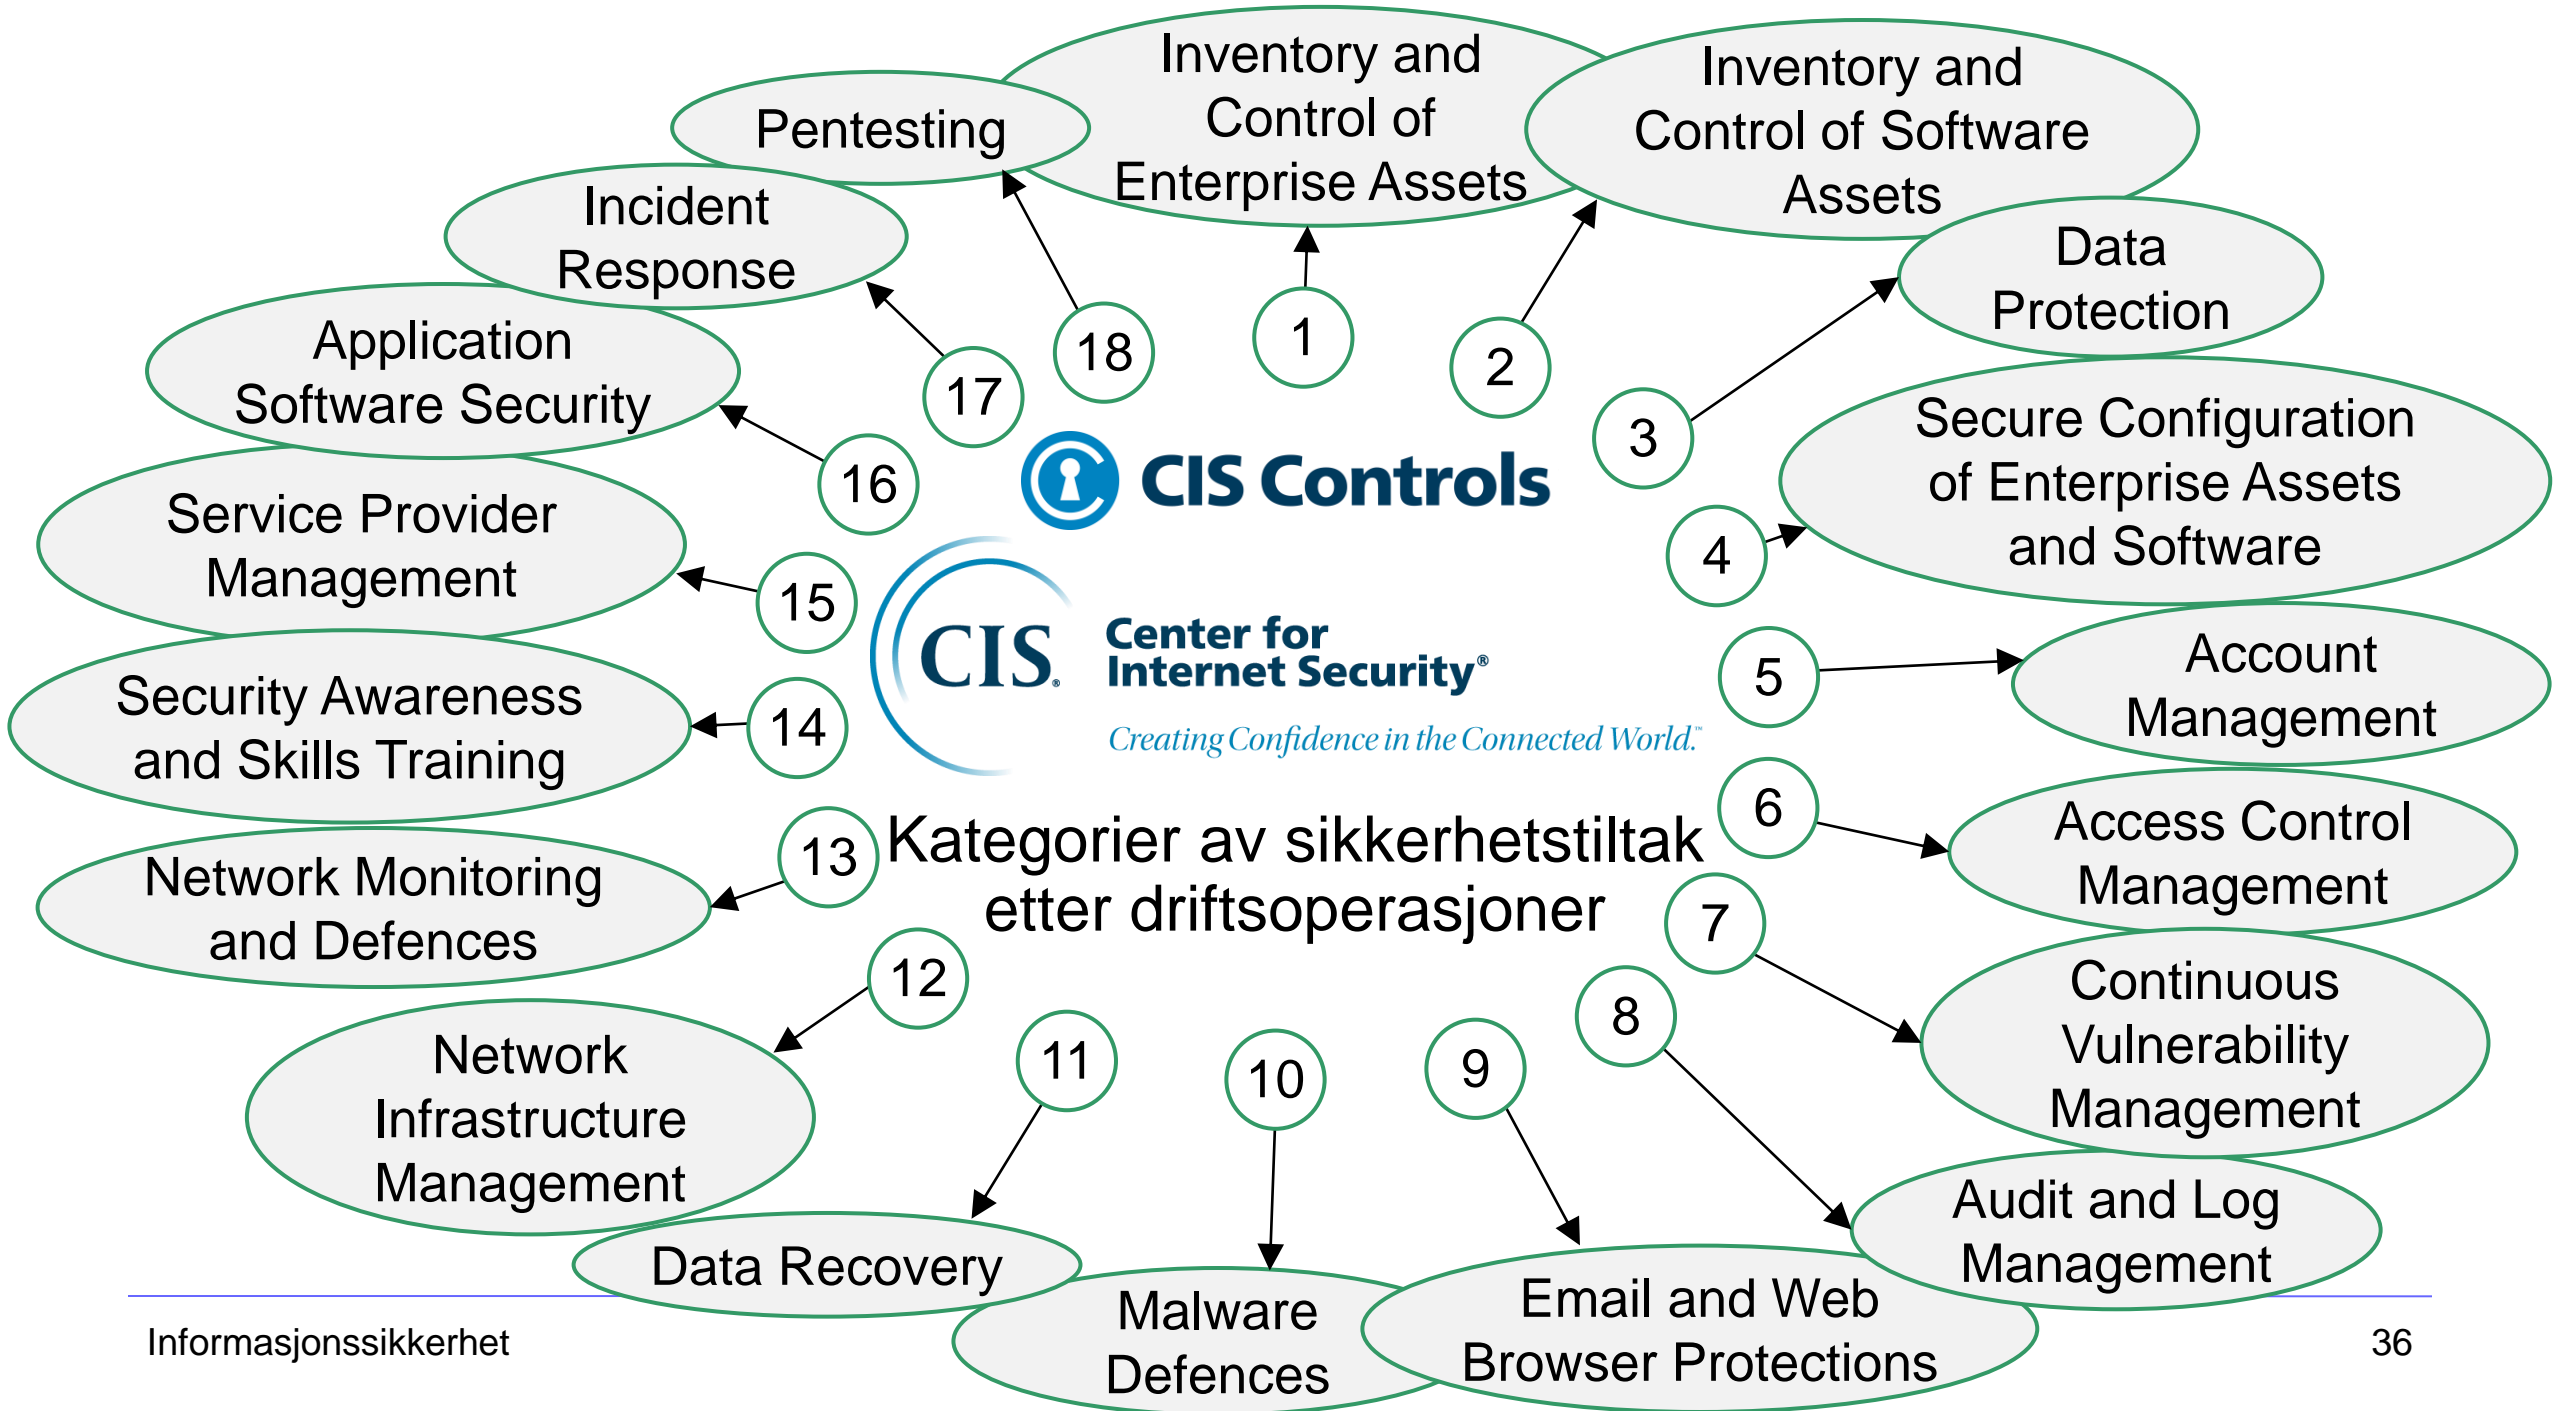 Inventory and
Control of
Enterprise Assets
1
Inventory and
Control of Software
Assets
2
Data
Protection
3
Secure Configuration
of Enterprise Assets
and Software
4
Account
Management
5
Access Control
Management
6
Continuous
Vulnerability
Management
7
Audit and Log
Management
8
Email and Web
Browser Protections
9
Malware
Defences
10
Data Recovery
11
Network
Infrastructure
Management
12
Network Monitoring
and Defences
13
Security Awareness
and Skills Training
14
Service Provider
Management
15
Application
Software Security
16
Incident
Response
17
Pentesting
18
CIS Controls
CIS®
Center for
Internet Security®
Creating Confidence in the Connected World.™
Kategorier av sikkerhetstiltak
etter driftsoperasjoner
Informasjonssikkerhet
36